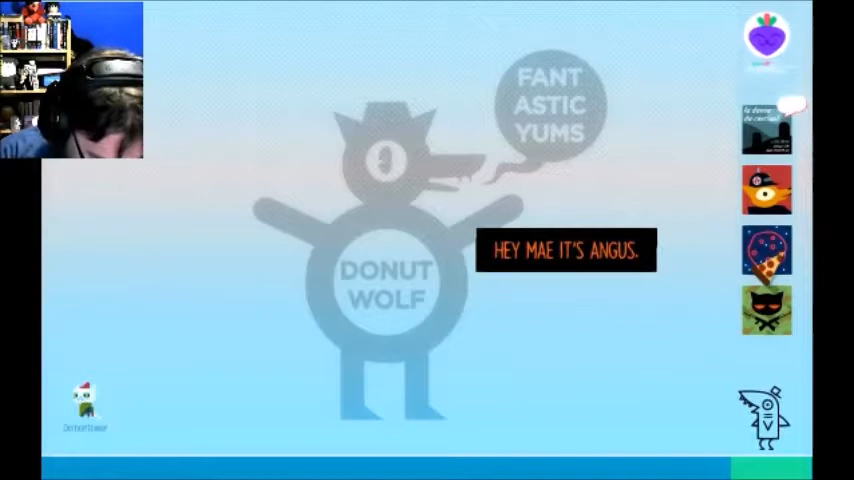 FANT
ASTIC
YUMS
HEY MAE IT'S ANGUS.
DONUT
WOLF